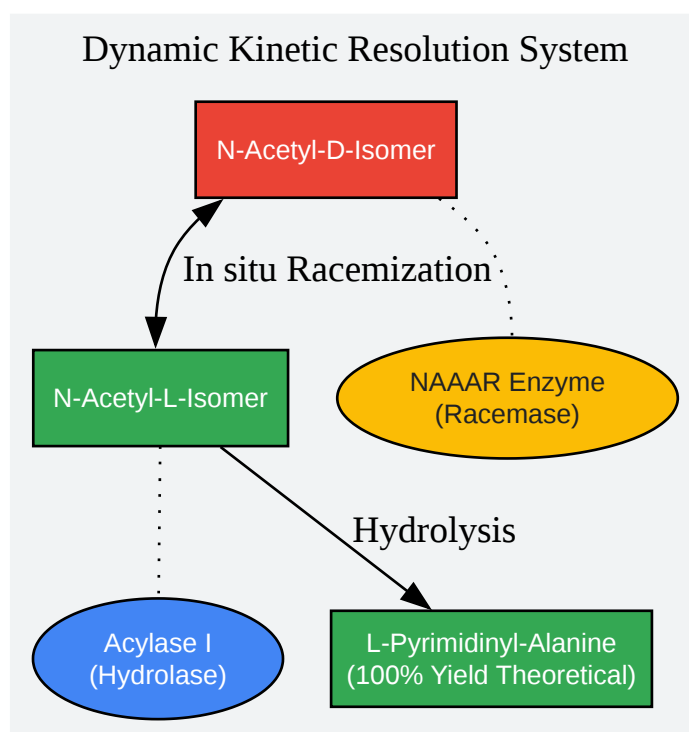 Dynamic Kinetic Resolution System
N-Acetyl-D-Isomer
In situ Racemization
N-Acetyl-L-Isomer
NAAAR Enzyme
(Racemase)
Hydrolysis
Acylase I
(Hydrolase)
L-Pyrimidinyl-Alanine
(100% Yield Theoretical)